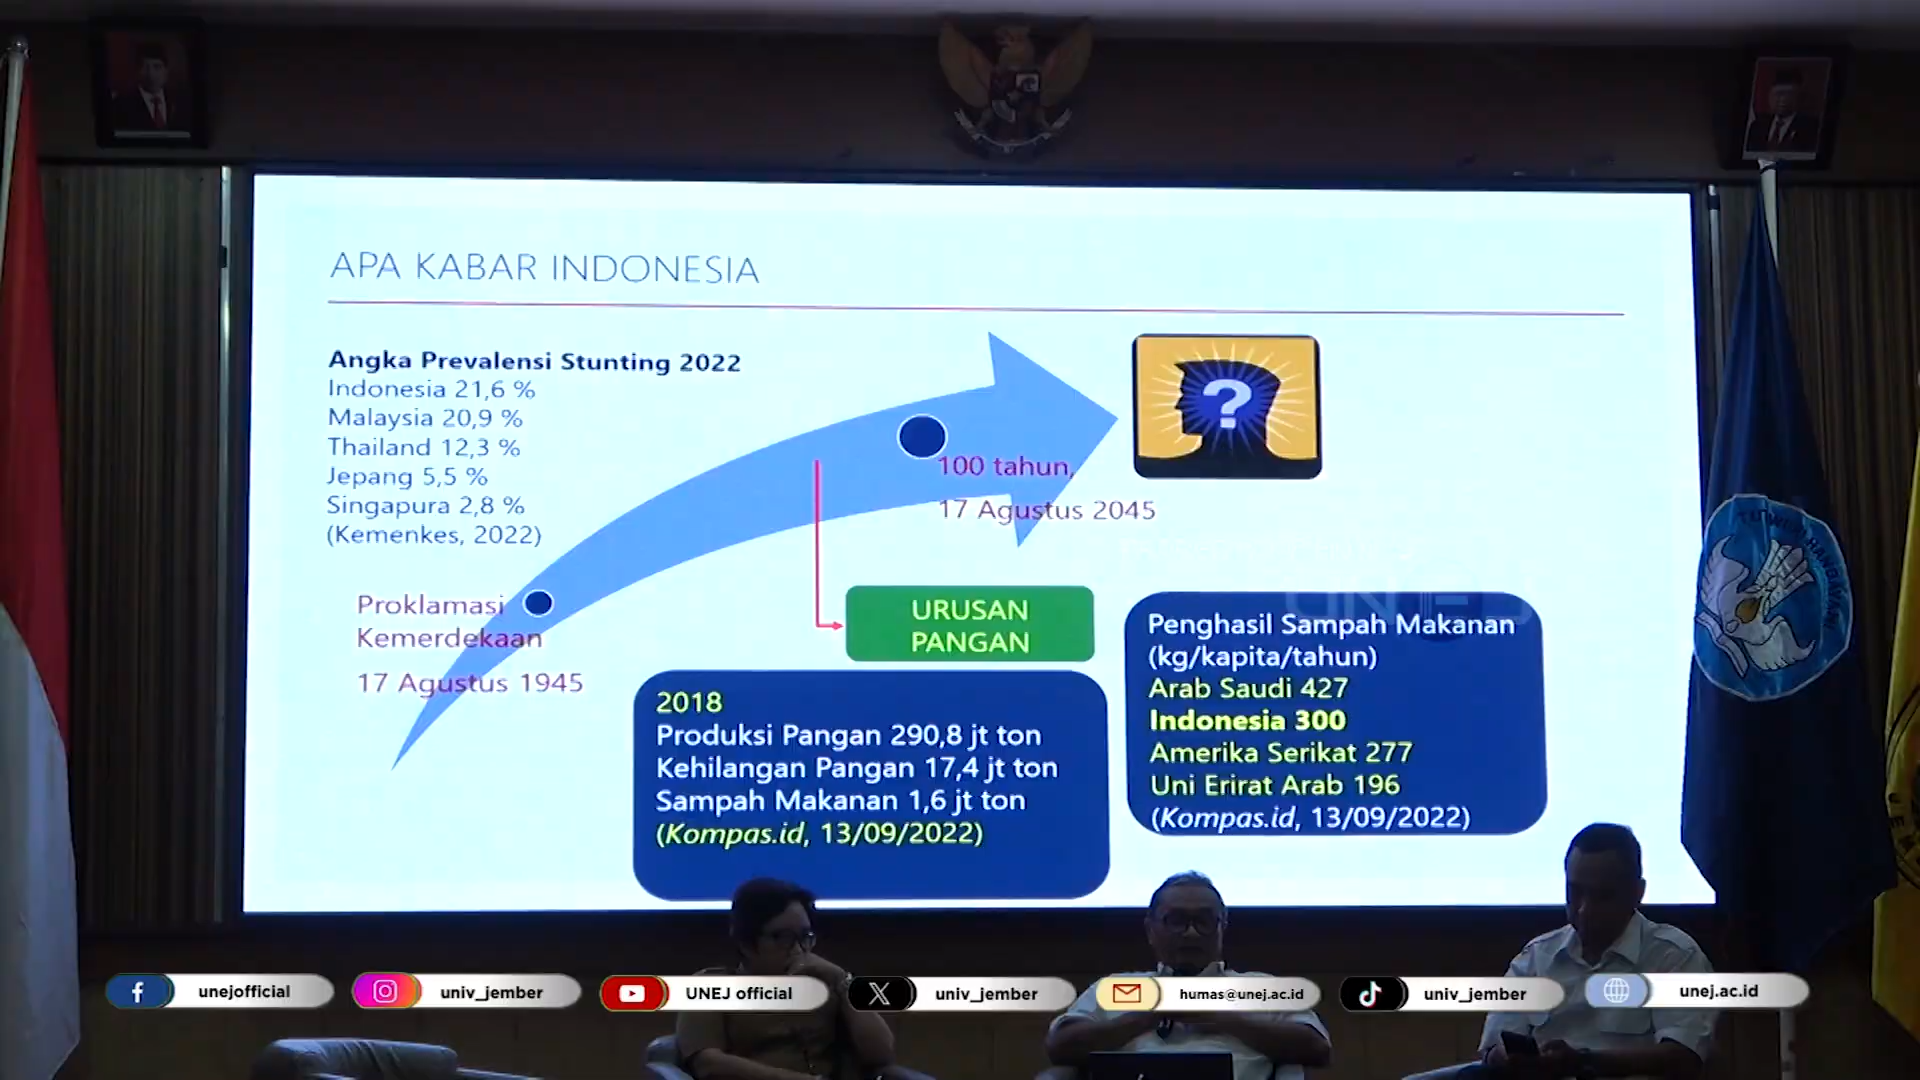 APA KABAR INDONESIA
Angka Prevalensi Stunting 2022
Indonesia 21,6 %
Malaysia 20,9 %
Thailand 12,3 %
Jepang 5,5 %
Singapura 2,8 %
(Kemenkes, 2022)
?
100 tahun,
17 Agustus 2045
Proklamasi
Kemerdekaan
17 Agustus 1945
URUSAN
PANGAN
2018
Produksi Pangan 290,8 jt ton
Kehilangan Pangan 17,4 jt ton
Sampah Makanan 1,6 jt ton
(Kompas.id, 13/09/2022)
Penghasil Sampah Makanan
(kg/kapita/tahun)
Arab Saudi 427
Indonesia 300
Amerika Serikat 277
Uni Erirat Arab 196
(Kompas.id, 13/09/2022)
TUT WURI HANDAYANI
unejofficial
univ_jember
UNEJ official
univ_jember
humas@unej.ac.id
univ_jember
unej.ac.id